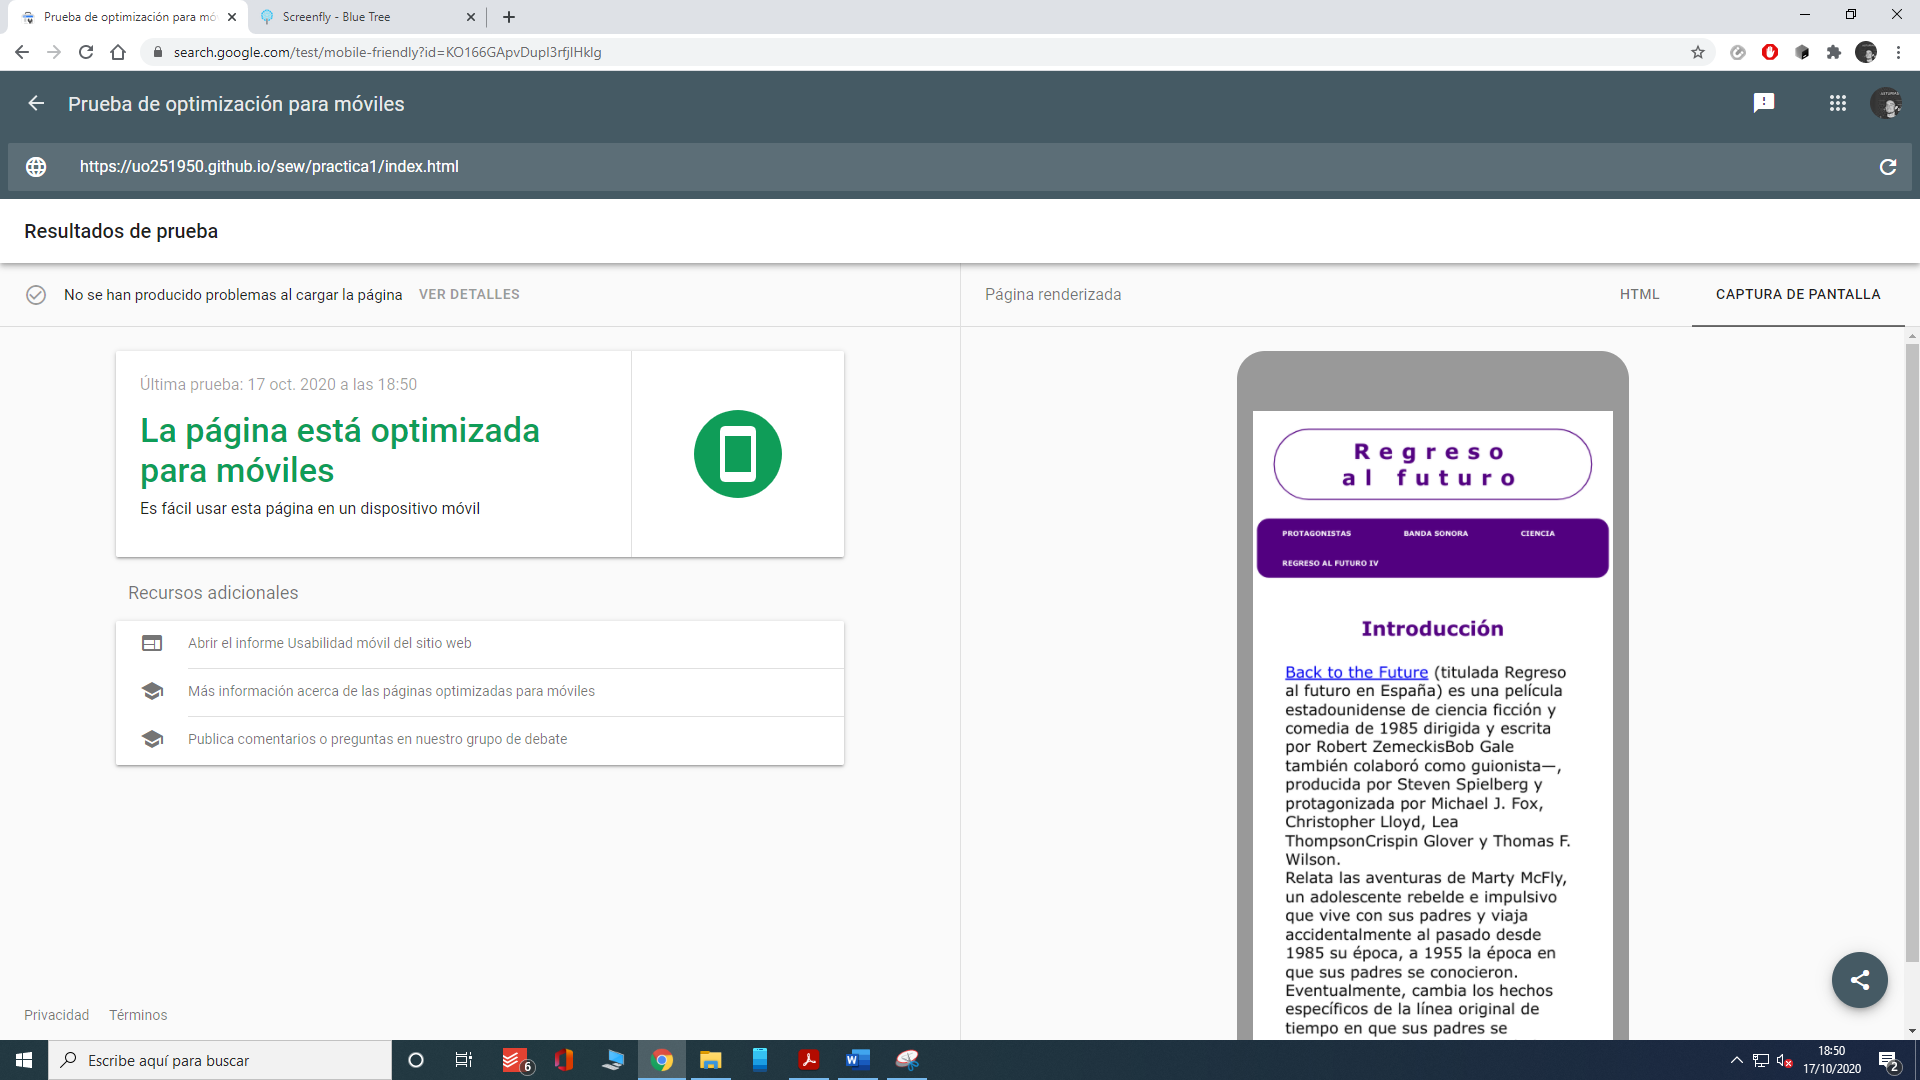 Prueba de optimización para mó
Screenfly - Blue Tree
search.google.com/test/mobile-friendly?id=KO166GApvDupI3rfjIHkIg
Prueba de optimización para móviles
https://uo251950.github.io/sew/practica1/index.html
Resultados de prueba
No se han producido problemas al cargar la página
VER DETALLES
Página renderizada
HTML
CAPTURA DE PANTALLA
Última prueba: 17 oct. 2020 a las 18:50
La página está optimizada
para móviles
Es fácil usar esta página en un dispositivo móvil
Recursos adicionales
Abrir el informe Usabilidad móvil del sitio web
Más información acerca de las páginas optimizadas para móviles
Publica comentarios o preguntas en nuestro grupo de debate
Privacidad
Términos
Regreso
al futuro
PROTAGONISTAS
BANDA SONORA
CIENCIA
REGRESO AL FUTURO IV
Introducción
Back to the Future (titulada Regreso
al futuro en España) es una película
estadounidense de ciencia ficción y
comedia de 1985 dirigida y escrita
por Robert ZemeckisBob Gale
también colaboró como guionista—,
producida por Steven Spielberg y
protagonizada por Michael J. Fox,
Christopher Lloyd, Lea
ThompsonCrispin Glover y Thomas F.
Wilson.
Relata las aventuras de Marty McFly,
un adolescente rebelde e impulsivo
que vive con sus padres y viaja
accidentalmente al pasado desde
1985 su época, a 1955 la época en
que sus padres se conocieron.
Eventualmente, cambia los hechos
específicos de la línea original de
tiempo en que sus padres se
Escribe aquí para buscar
6
18:50
17/10/2020
2